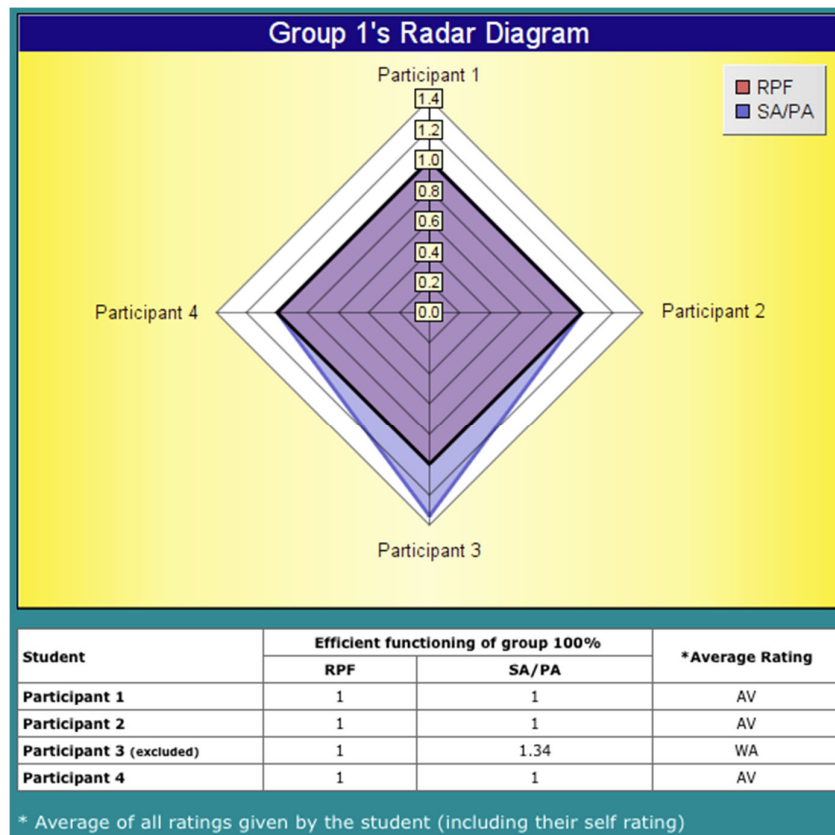 Group 1's Radar Diagram
Participant 1
RPF
SA/PA
1.4
1.2
1.0
0.8
0.6
0.4
0.2
0.0
Participant 4
Participant 2
Participant 3
Student Efficient functioning of group 100% *Average Rating
RPF SA/PA
Participant 1 1 1 AV
Participant 2 1 1 AV
Participant 3 (excluded) 1 1.34 WA
Participant 4 1 1 AV
* Average of all ratings given by the student (including their self rating)